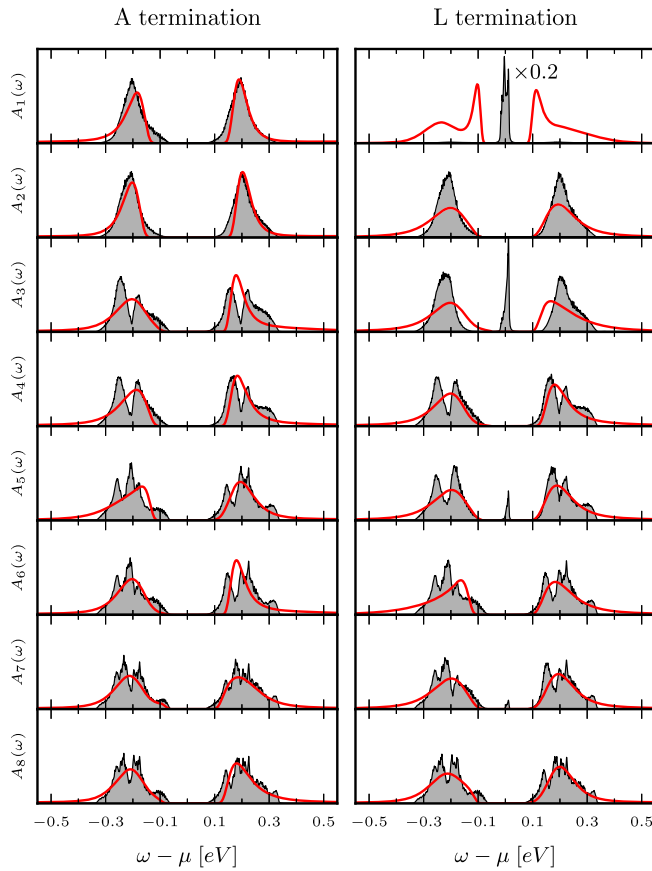 A termination L termination
A₁(ω)
×0.2
A₂(ω)
A₃(ω)
A₄(ω)
A₅(ω)
A₆(ω)
A₇(ω)
A₈(ω)
−0.5 −0.3 −0.1 0.1 0.3 0.5 −0.5 −0.3 −0.1 0.1 0.3 0.5
ω − μ [eV] ω − μ [eV]